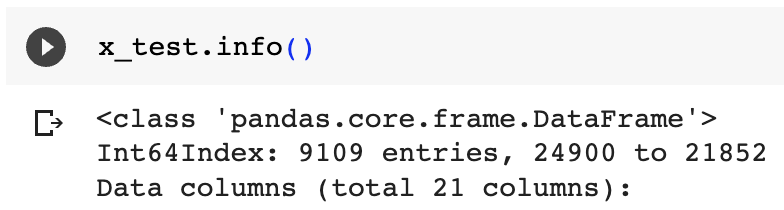 x_test.info()
<class 'pandas.core.frame.DataFrame'>
Int64Index: 9109 entries, 24900 to 21852
Data columns (total 21 columns):